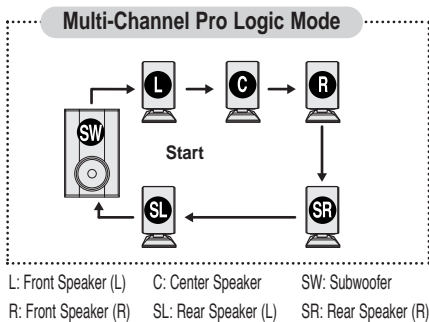 Multi-Channel Pro Logic Mode
L
C
R
SW
Start
SL
SR
L: Front Speaker (L) C: Center Speaker SW: Subwoofer
R: Front Speaker (R) SL: Rear Speaker (L) SR: Rear Speaker (R)